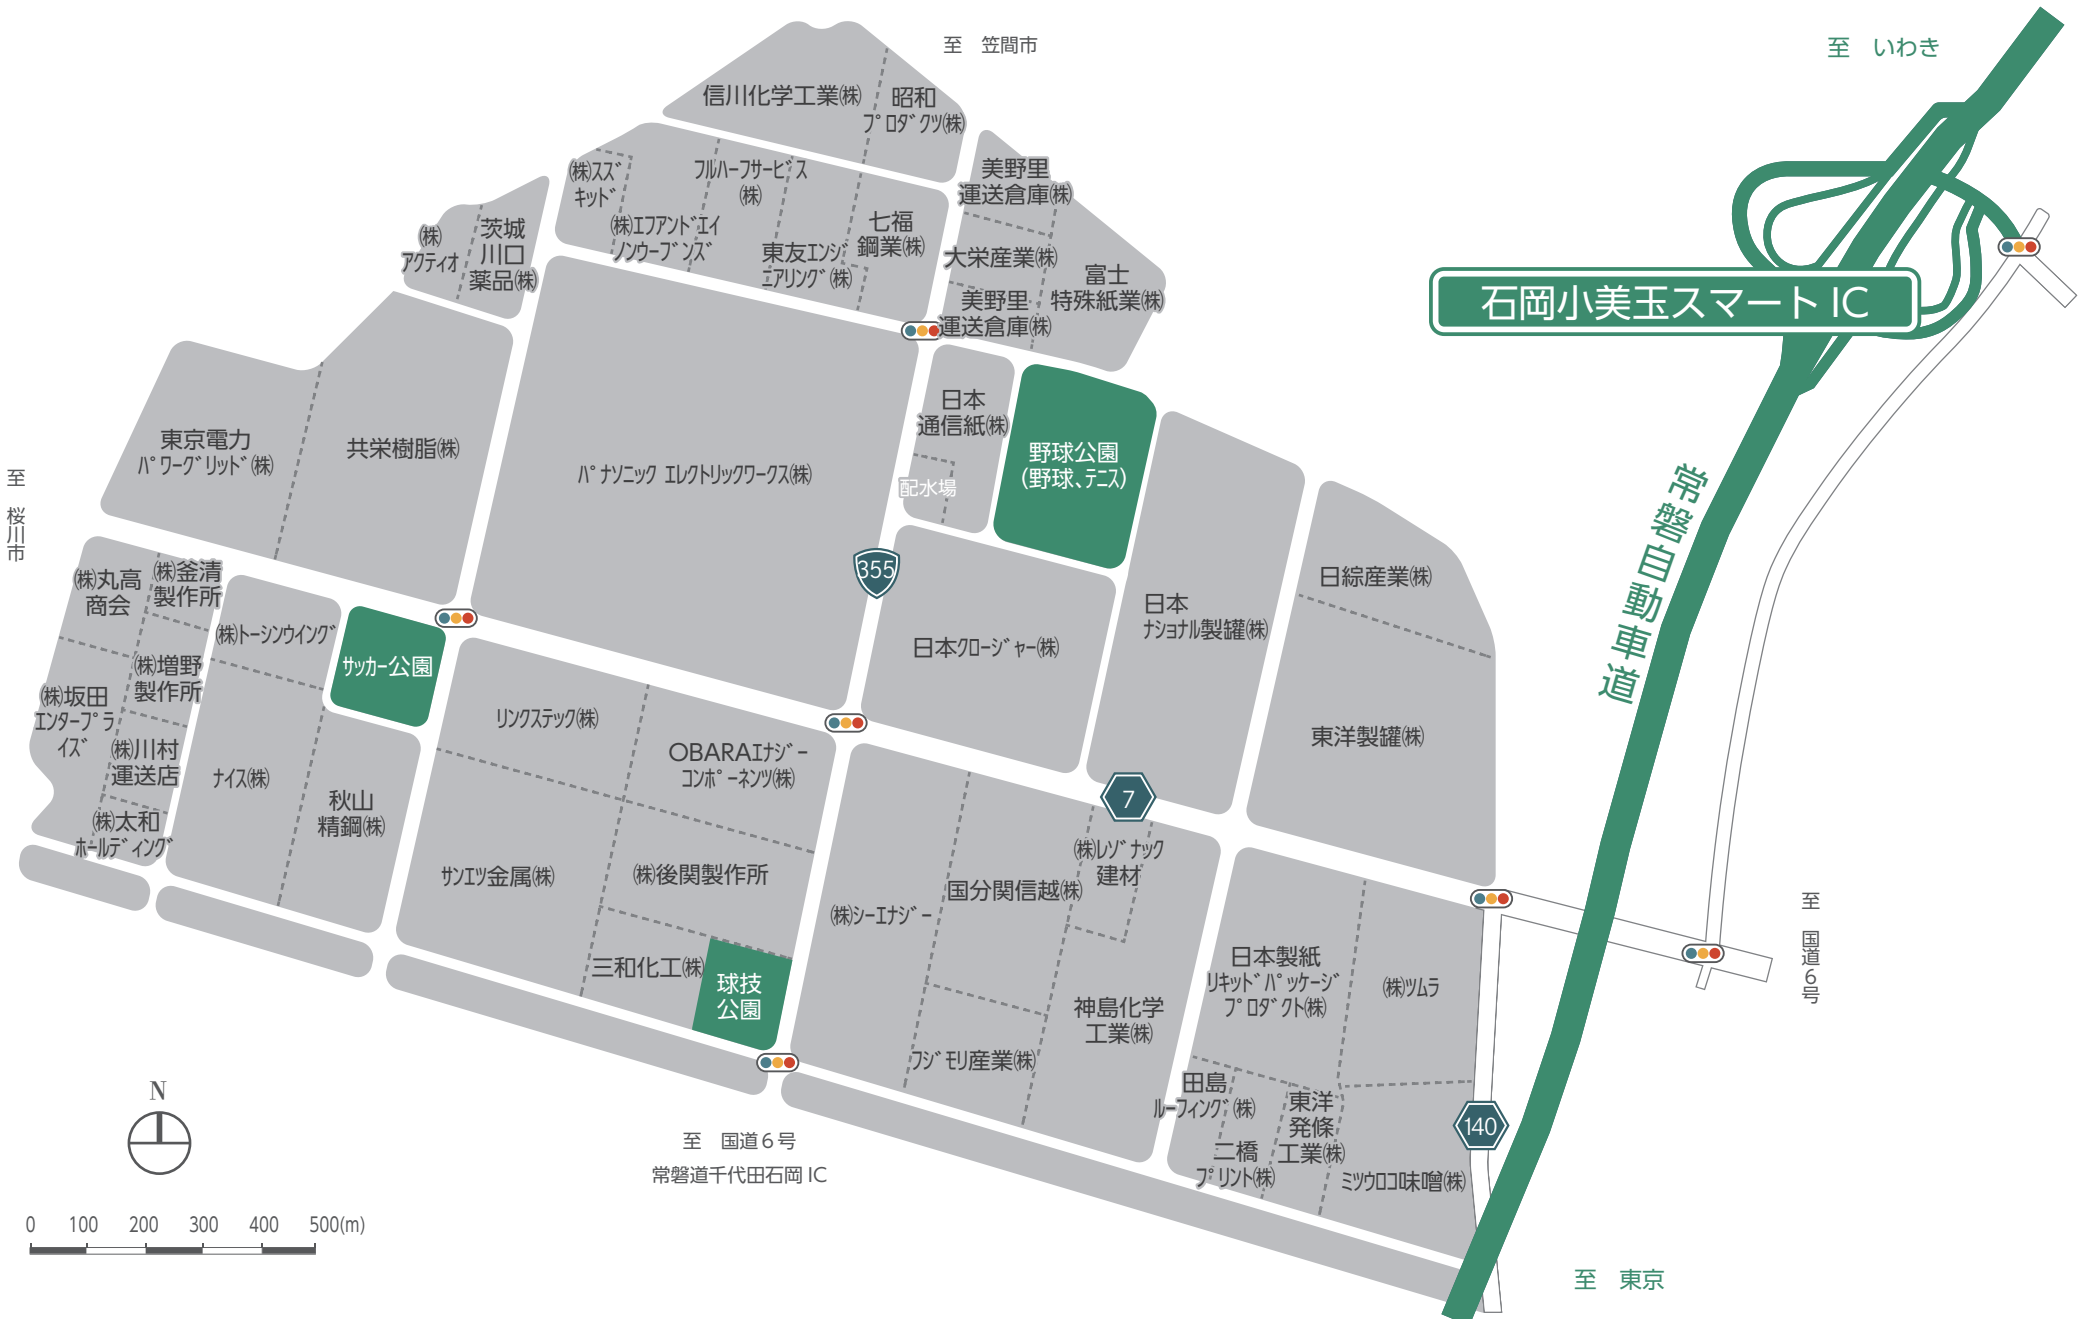 至　笠間市
至　いわき
信川化学工業㈱
昭和
プロダクツ㈱
㈱スズ
キッド
フルハーフサービス
㈱
美野里
運送倉庫㈱
㈱
アクティオ
茨城
川口
薬品㈱
㈱エフアンドエイ
ノンウーブンズ
東友エンジ
ニアリング㈱
七福
鋼業㈱
大栄産業㈱
富士
特殊紙業㈱
美野里
運送倉庫㈱
石岡小美玉スマートIC
東京電力
パワーグリッド㈱
共栄樹脂㈱
パナソニック エレクトリックワークス㈱
日本
通信紙㈱
配水場
野球公園
(野球、テニス)
至　桜川市
常磐自動車道
355
㈱丸高
商会
㈱釜清
製作所
㈱トーシンウイング
サッカー公園
日本クロージャー㈱
日本
ナショナル製罐㈱
日綜産業㈱
東洋製罐㈱
㈱坂田
エンタープラ
イズ
㈱増野
製作所
㈱川村
運送店
㈱太和
ホールディング
ナイス㈱
秋山
精鋼㈱
リンクステック㈱
OBARAエナジー
コンポーネンツ㈱
サンエツ金属㈱
㈱後関製作所
三和化工㈱
球技
公園
7
㈱シーエナジー
国分関信越㈱
㈱レゾナック
建材
フジモリ産業㈱
神島化学
工業㈱
日本製紙
リキッドパッケージ
プロダクト㈱
㈱ツムラ
田島
ルーフィング㈱
二橋
プリント㈱
東洋
発條
工業㈱
ミツウロコ味噌㈱
140
至　国道6号
N
0 100 200 300 400 500(m)
至　国道６号
常磐道千代田石岡 IC
至　東京